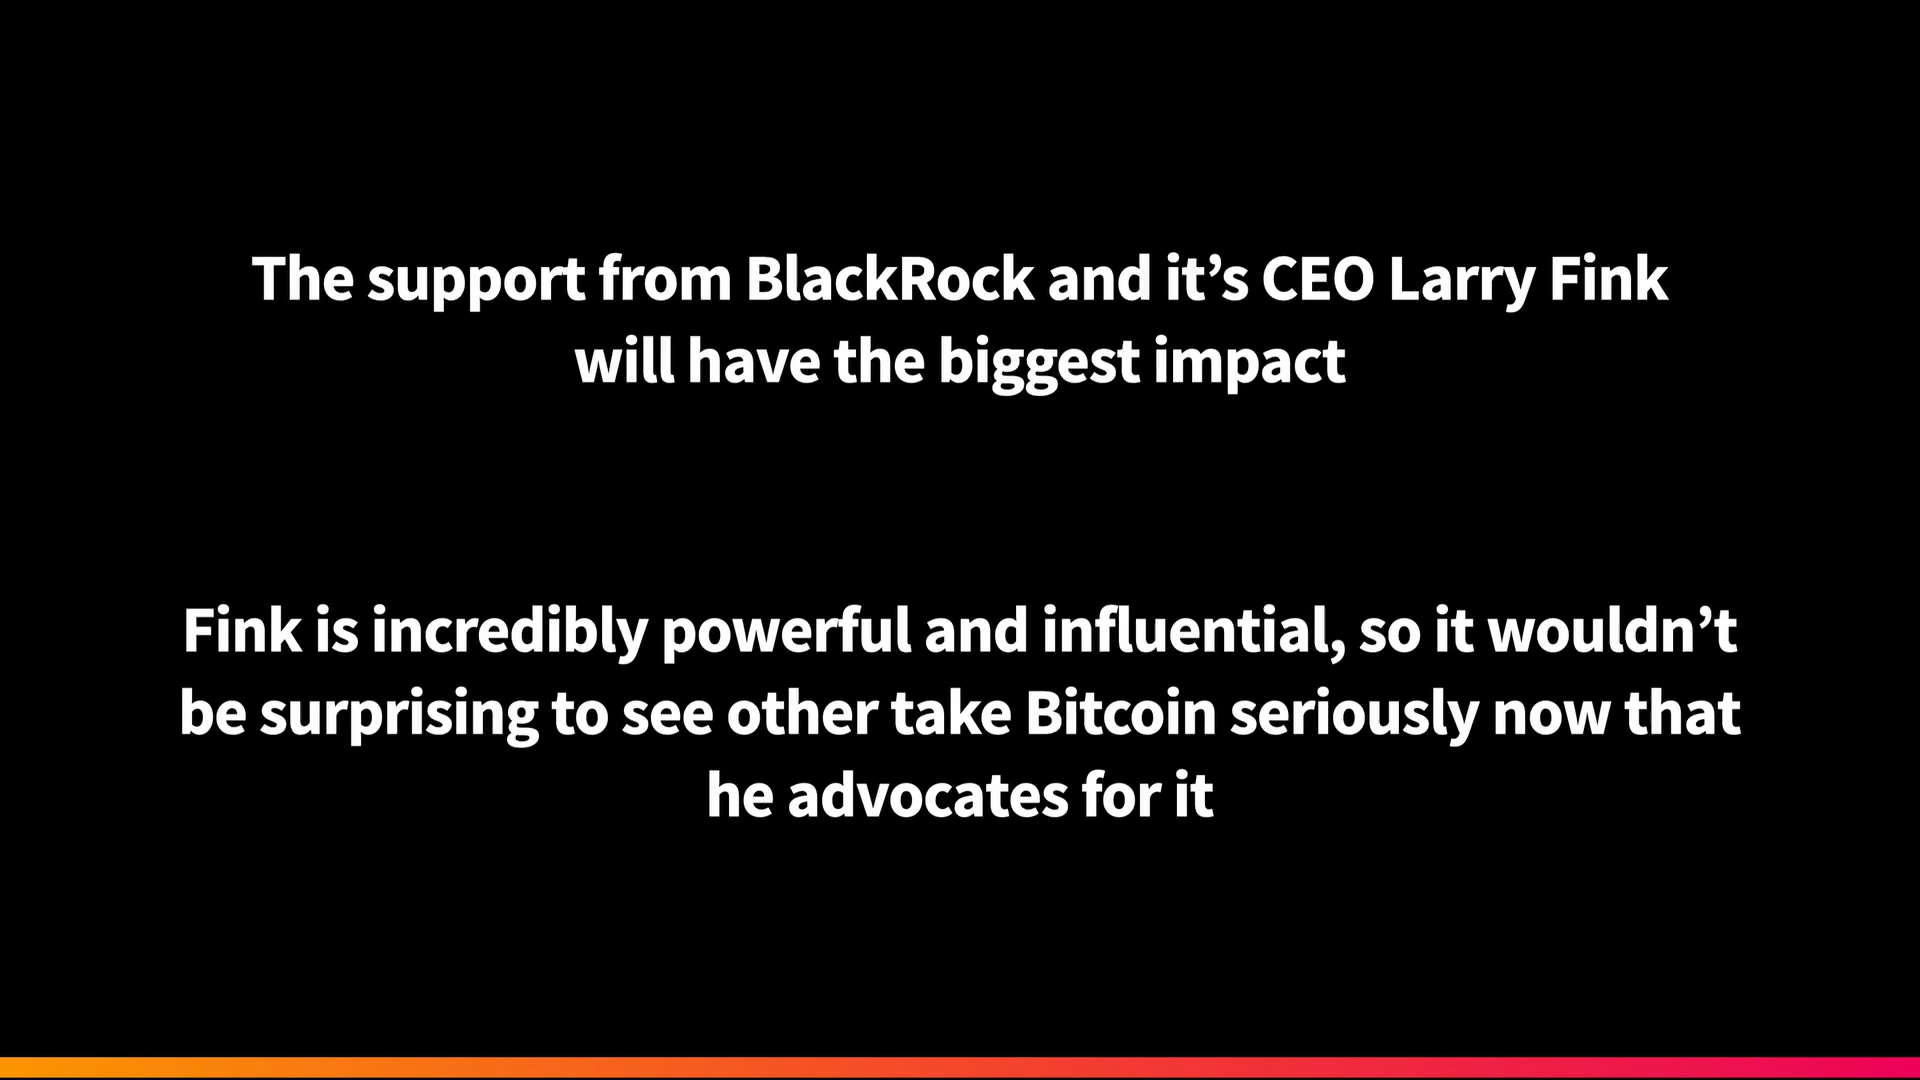 The support from BlackRock and it’s CEO Larry Fink
will have the biggest impact
Fink is incredibly powerful and influential, so it wouldn’t
be surprising to see other take Bitcoin seriously now that
he advocates for it